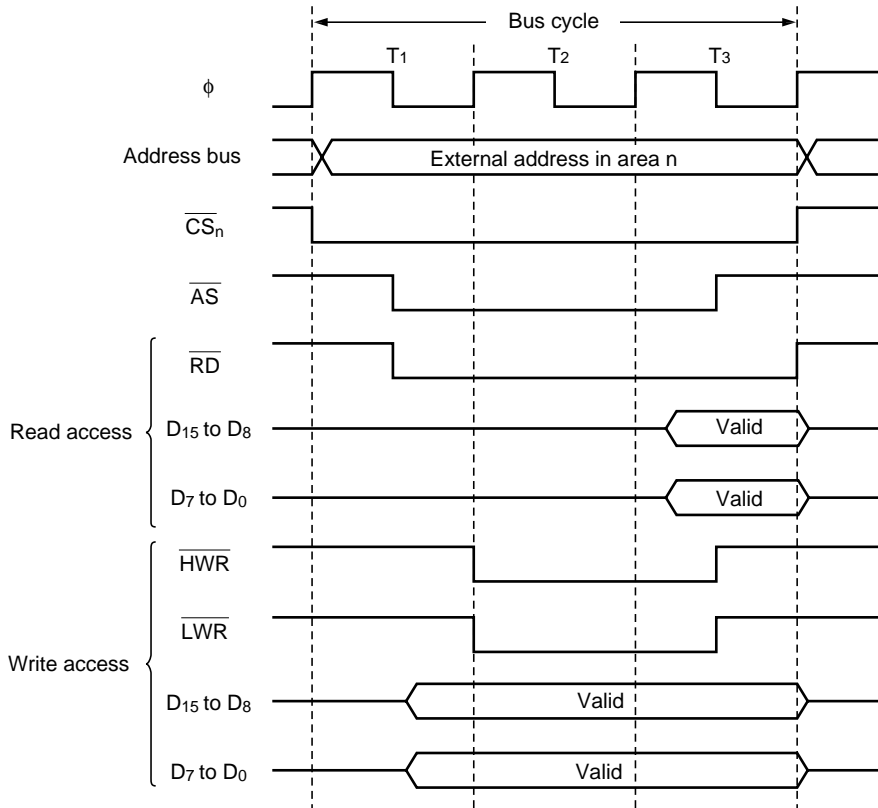 Bus cycle
T1 T2 T3
ϕ
Address bus
External address in area n
CSn
AS
RD
Read access
D15 to D8
Valid
D7 to D0
Valid
HWR
LWR
Write access
D15 to D8
Valid
D7 to D0
Valid